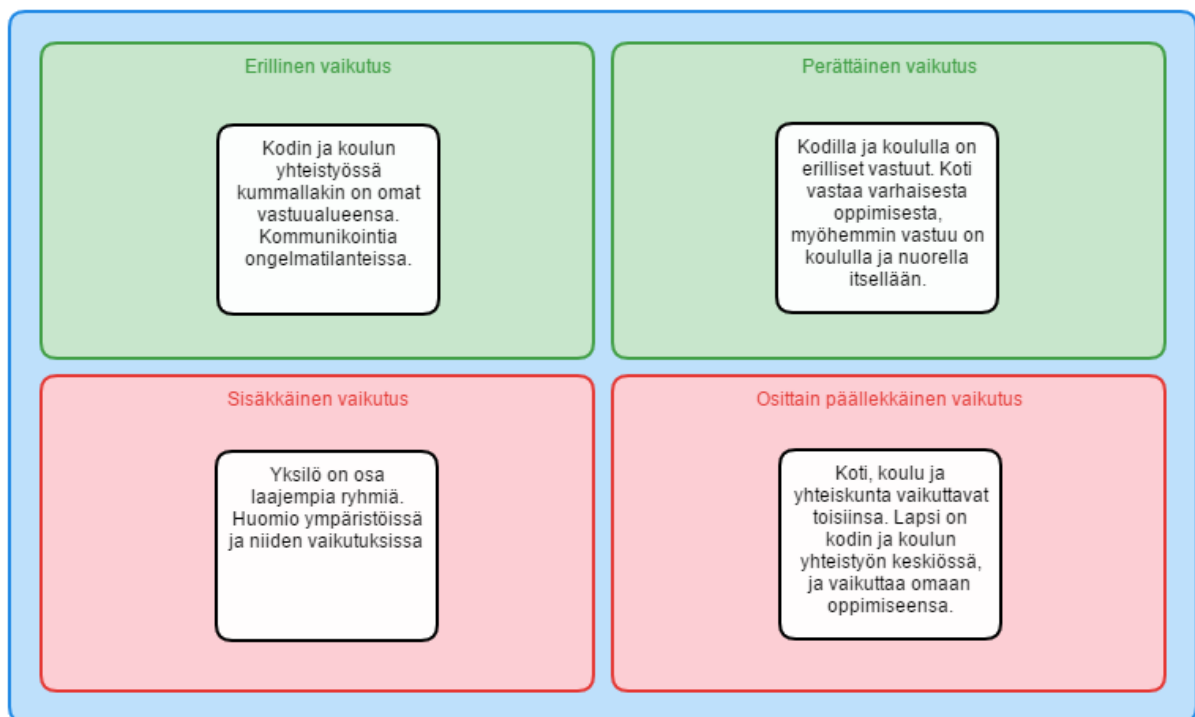 Erillinen vaikutus
Kodin ja koulun
yhteistyössä
kummallakin on omat
vastuualueensa.
Kommunikointia
ongelmatilanteissa.
Perättäinen vaikutus
Kodilla ja koululla on
erilliset vastuut. Koti
vastaa varhaisesta
oppimisesta,
myöhemmin vastuu on
koululla ja nuorella
itsellään.
Sisäkkäinen vaikutus
Yksilö on osa
laajempia ryhmiä.
Huomio ympäristöissä
ja niiden vaikutuksissa
Osittain päällekkäinen vaikutus
Koti, koulu ja
yhteiskunta vaikuttavat
toisiinsa. Lapsi on
kodin ja koulun
yhteistyön keskiössä,
ja vaikuttaa omaan
oppimiseensa.